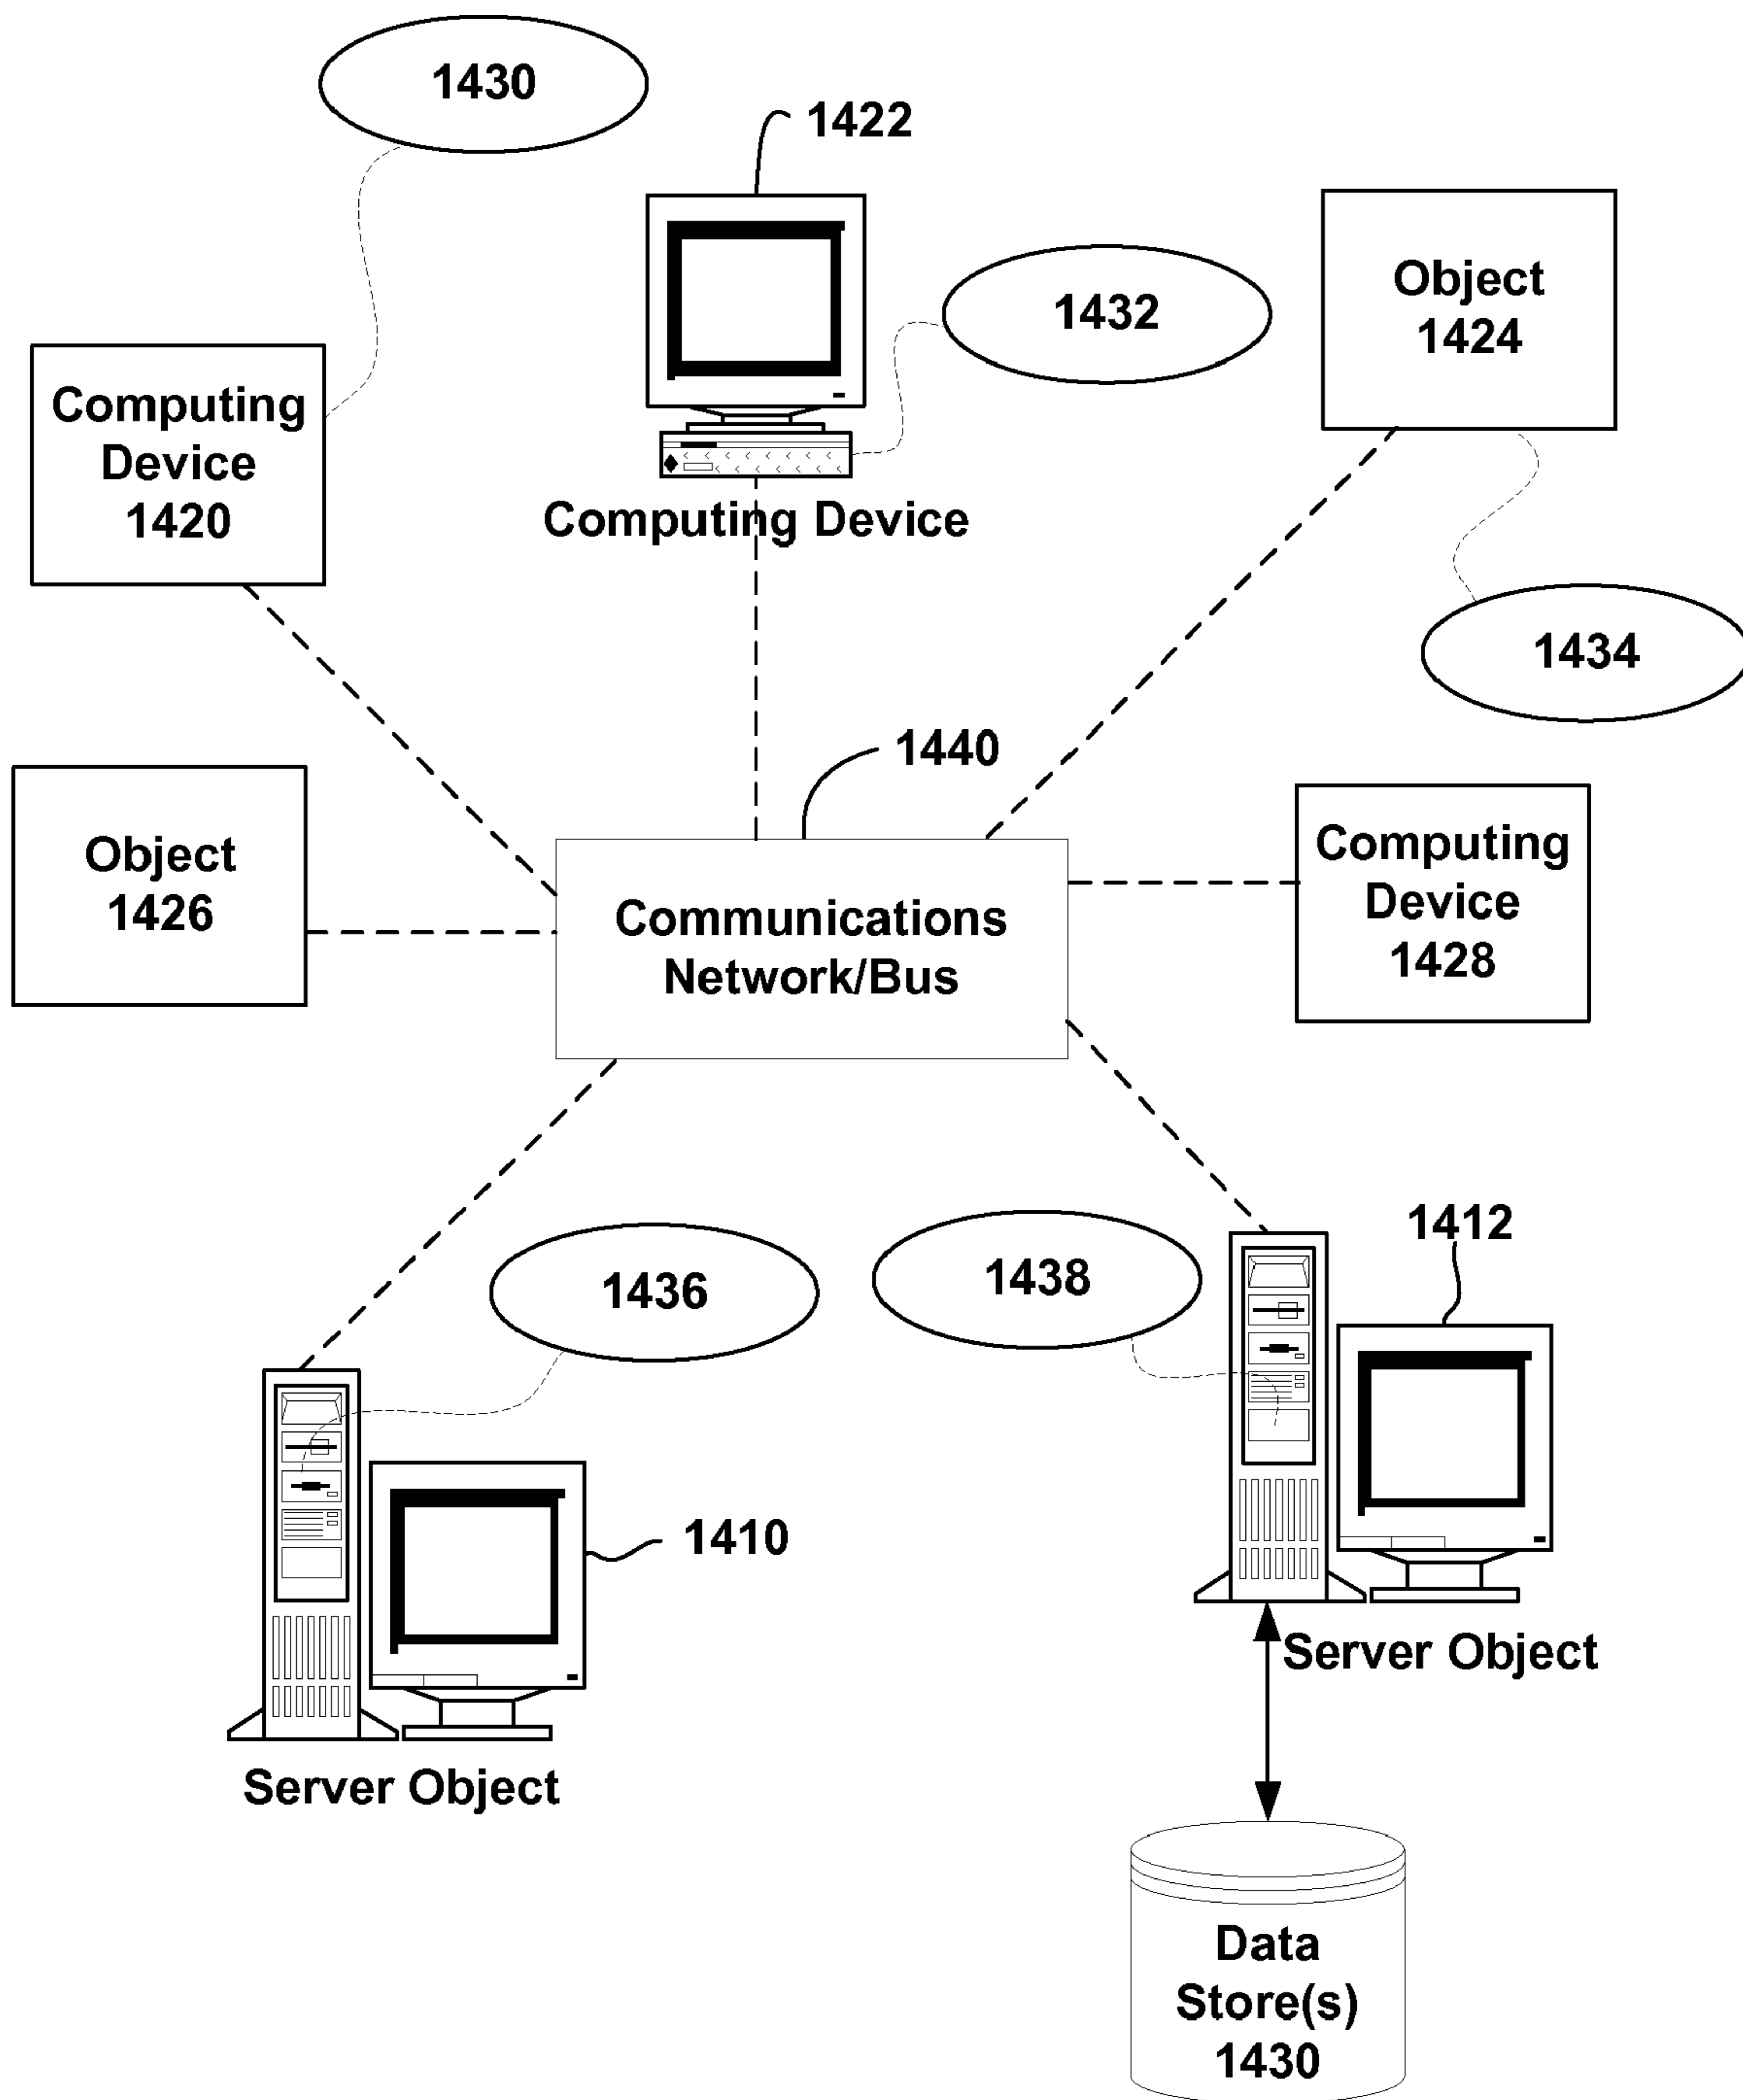 1430
1422
1432
Object
1424
Computing
Device
1420
Computing Device
1434
1440
Object
1426
Computing
Device
1428
Communications
Network/Bus
1436
1438
1412
1410
Server Object
Server Object
Data
Store(s)
1430